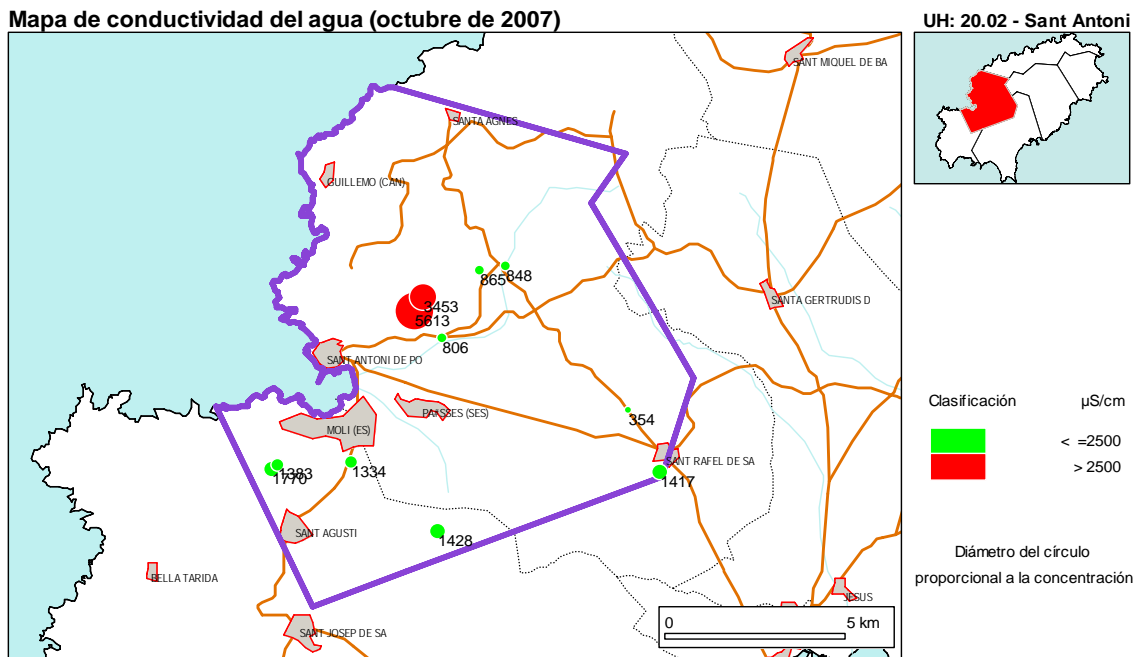 Mapa de conductividad del agua (octubre de 2007)
UH: 20.02 - Sant Antoni
SANT MIQUEL DE BA
SANTA AGNES
GUILLEMO (CAN)
865
848
SANTA GERTRUDIS D
3453
5613
806
SANT ANTONI DE PO
354
MOLI (ES)
SANT RAFEL DE SA
1383
1770
1334
1417
SANT AGUSTI
1428
BELLA TARIDA
JESUS
SANT JOSEP DE SA
0
5 km
Clasificación
µS/cm
< =2500
> 2500
Diámetro del círculo
proporcional a la concentración